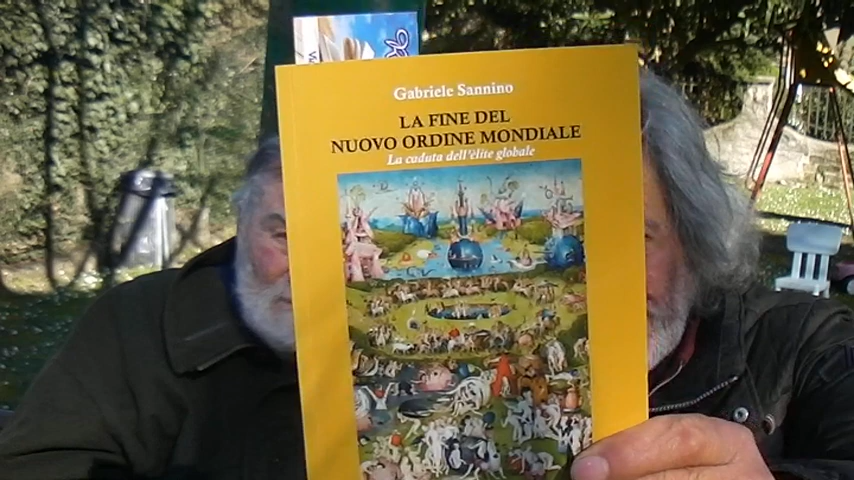 Gabriele Sannino
LA FINE DEL
NUOVO ORDINE MONDIALE
La caduta dell'élite globale